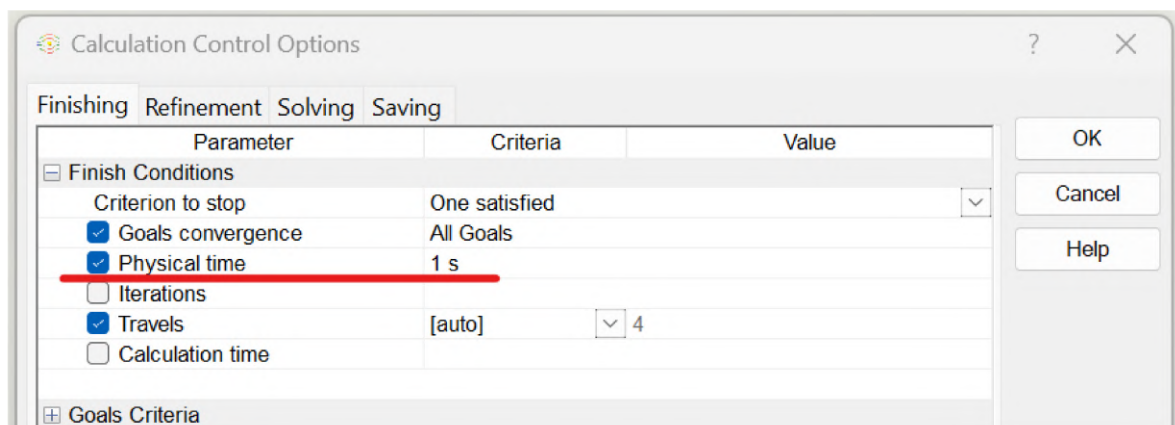 Calculation Control Options ?
Finishing Refinement Solving Saving
Parameter Criteria Value
Finish Conditions
Criterion to stop One satisfied
Goals convergence All Goals
Physical time 1 s
Iterations
Travels [auto] 4
Calculation time
Goals Criteria
OK
Cancel
Help